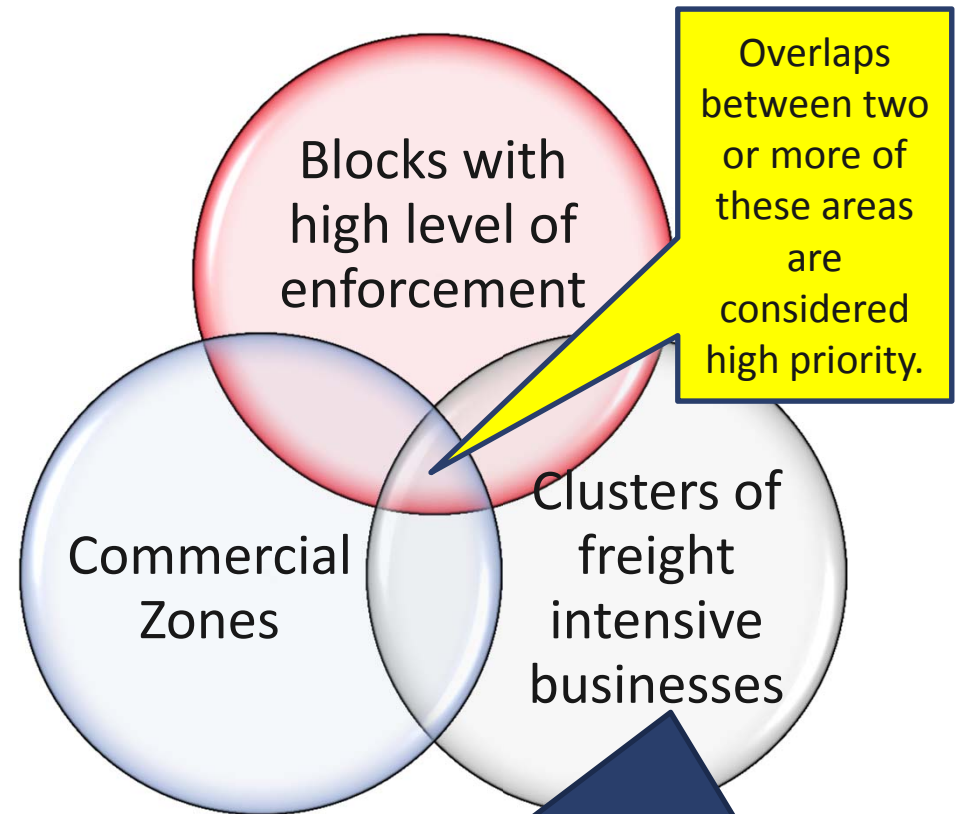 Overlaps
between two
or more of
these areas
are
considered
high priority.
Blocks with
high level of
enforcement
Commercial
Zones
Clusters of
freight
intensive
businesses